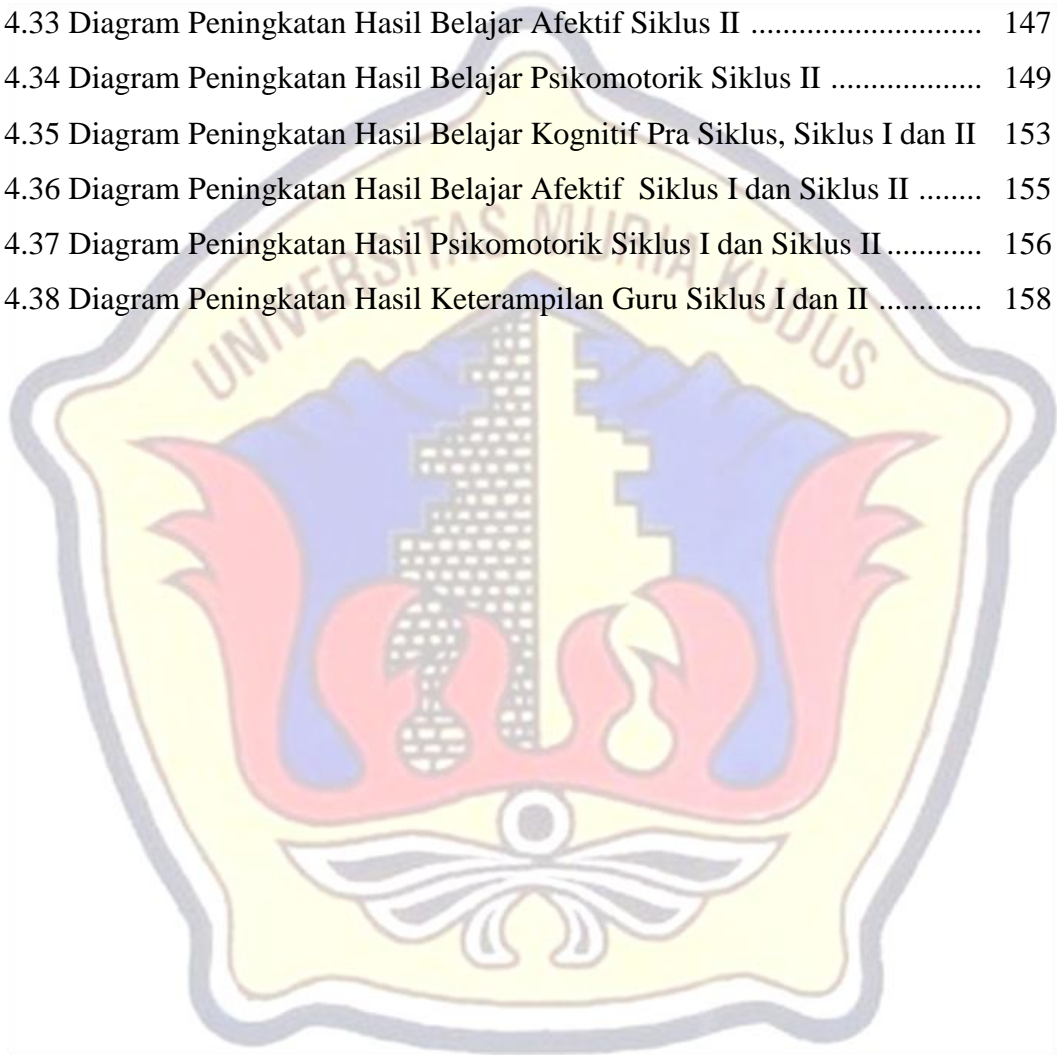 4.33 Diagram Peningkatan Hasil Belajar Afektif Siklus II ............................. 147
4.34 Diagram Peningkatan Hasil Belajar Psikomotorik Siklus II ................... 149
4.35 Diagram Peningkatan Hasil Belajar Kognitif Pra Siklus, Siklus I dan II 153
4.36 Diagram Peningkatan Hasil Belajar Afektif Siklus I dan Siklus II ........ 155
4.37 Diagram Peningkatan Hasil Psikomotorik Siklus I dan Siklus II ............ 156
4.38 Diagram Peningkatan Hasil Keterampilan Guru Siklus I dan II ............. 158
UNIVERSITAS MURIA KUDUS